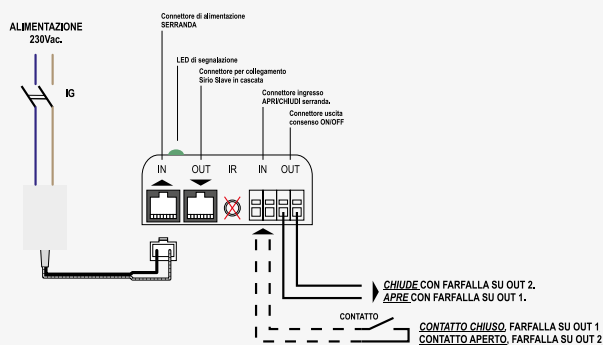 ALIMENTAZIONE
230Vac.
IG
Connettore di alimentazione
SERRANDA
LED di segnalazione
Connettore per collegamento
Sirio Slave in cascata
Connettore ingresso
APRI/CHIUDI serranda.
Connettore uscita
consenso ON/OFF
IN OUT IR IN OUT
CHIUDE CON FARFALLA SU OUT 2.
APRE CON FARFALLA SU OUT 1.
CONTATTO
CONTATTO CHIUSO, FARFALLA SU OUT 1
CONTATTO APERTO, FARFALLA SU OUT 2